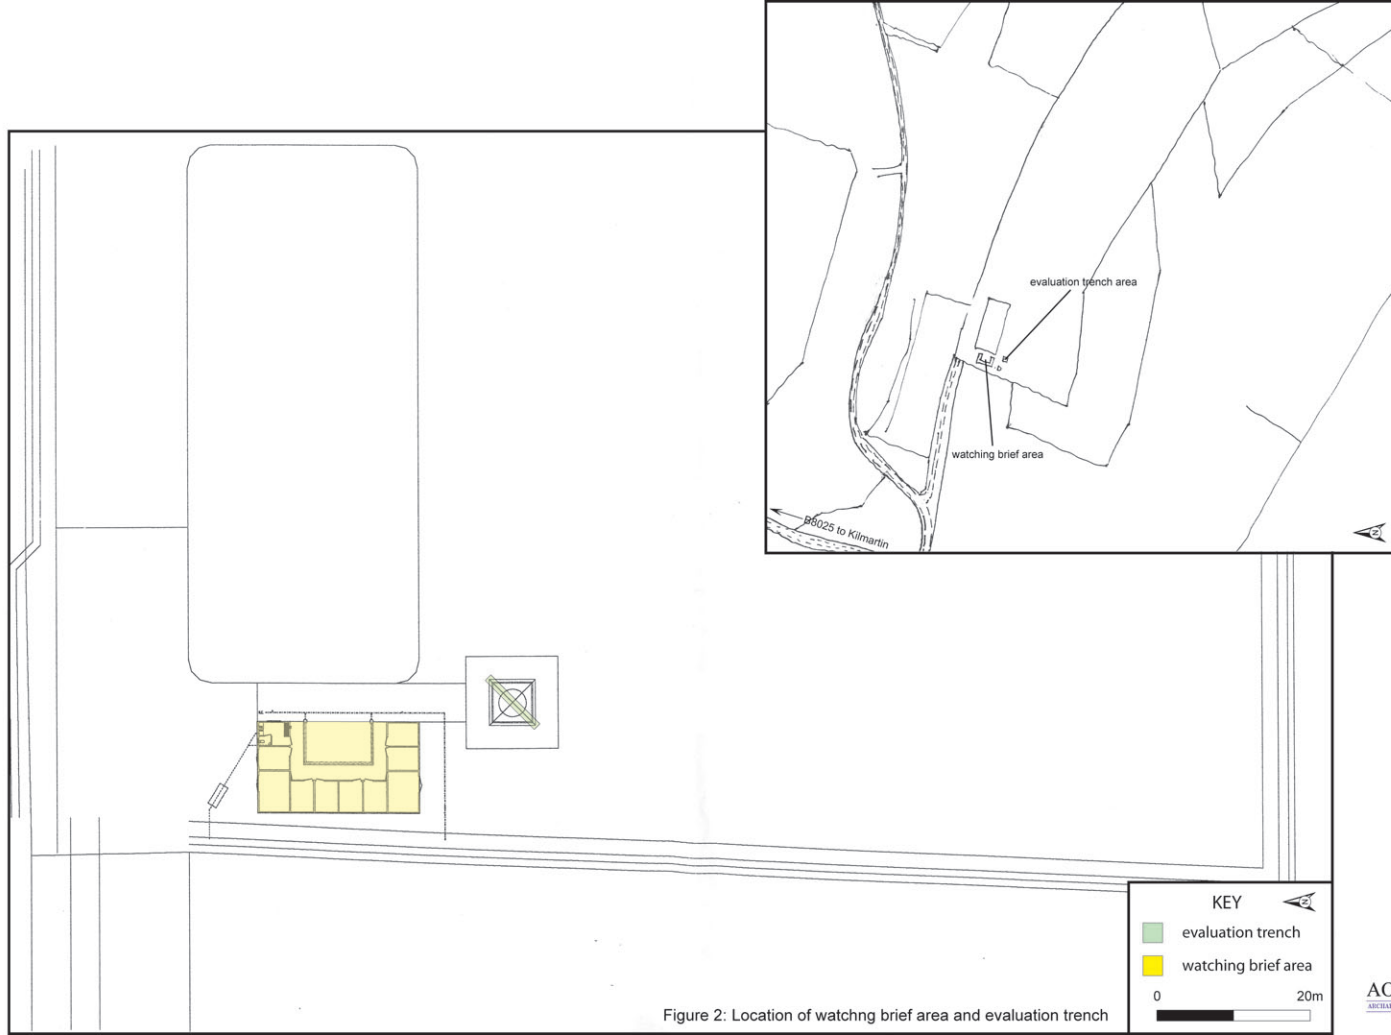 evaluation trench area
watching brief area
B8025 to Kilmartin
N
KEY
N
evaluation trench
watching brief area
0 20m
Figure 2: Location of watchng brief area and evaluation trench